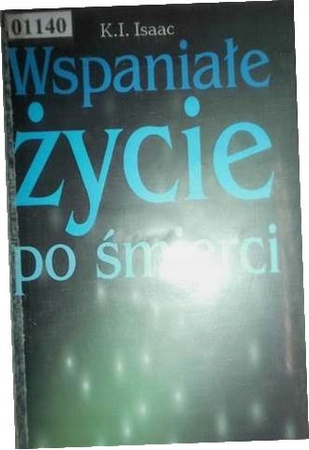 01140
K.I. Isaac
Wspaniałe
życie
po śmierci